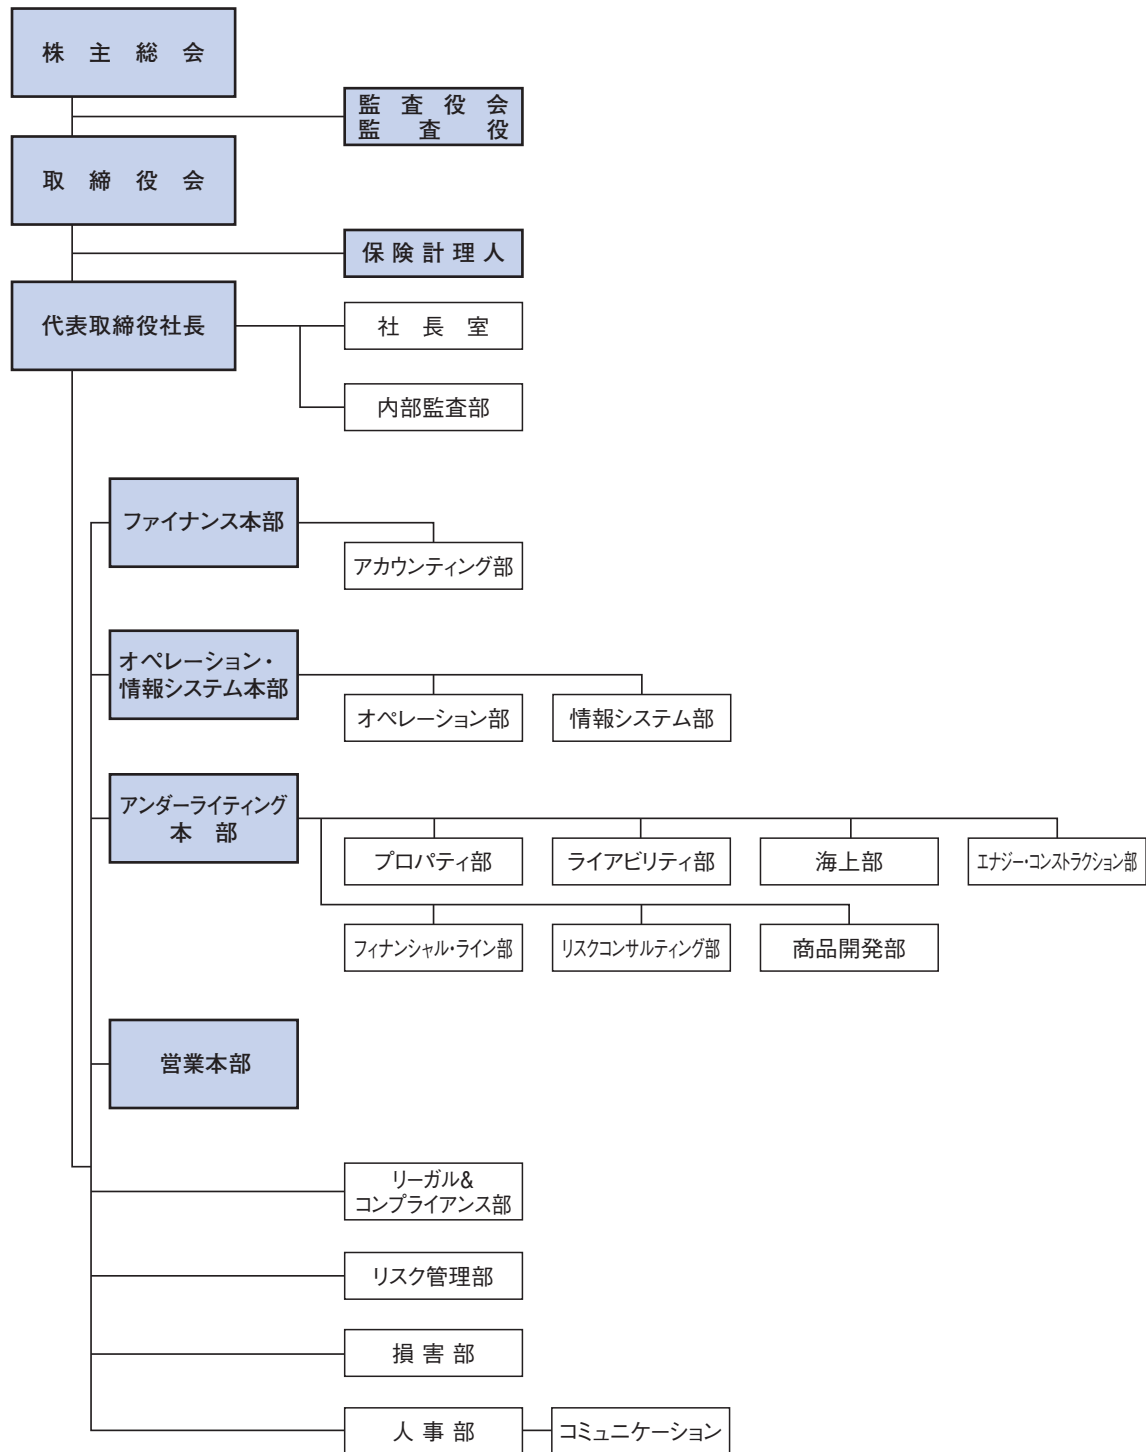 株主総会
監査役会
監査役
取締役会
保険計理人
代表取締役社長
社長室
内部監査部
ファイナンス本部
アカウンティング部
オペレーション・
情報システム本部
オペレーション部
情報システム部
アンダーライティング
本部
プロパティ部
ライアビリティ部
海上部
エナジー・コンストラクション部
フィナンシャル・ライン部
リスクコンサルティング部
商品開発部
営業本部
リーガル&
コンプライアンス部
リスク管理部
損害部
人事部
コミュニケーション